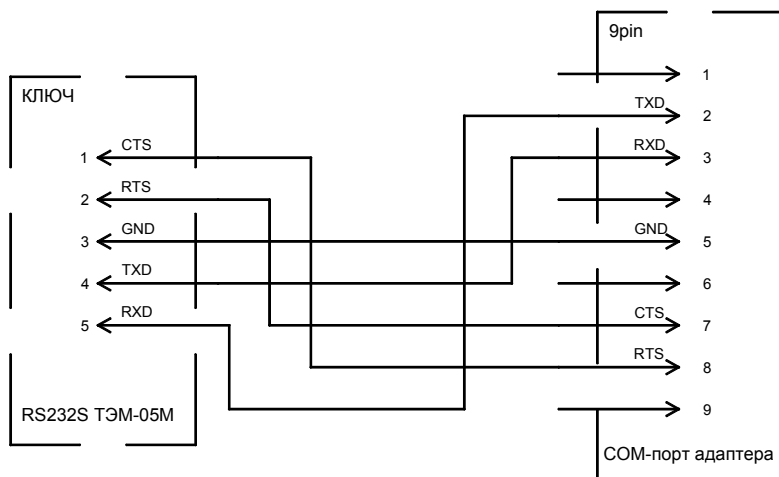 9pin
КЛЮЧ
1 CTS
2 RTS
3 GND
4 TXD
5 RXD
RS232S ТЭМ-05М
1
TXD 2
RXD 3
4
GND 5
6
CTS 7
RTS 8
9
COM-порт адаптера